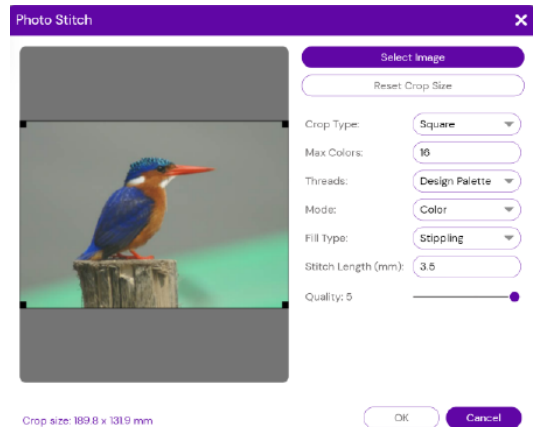 Photo Stitch
Select Image
Reset Crop Size
Crop Type: Square
Max Colors: 16
Threads: Design Palette
Mode: Color
Fill Type: Stippling
Stitch Length (mm): 3.5
Quality: 5
Crop size: 189.8 x 131.9 mm
OK Cancel